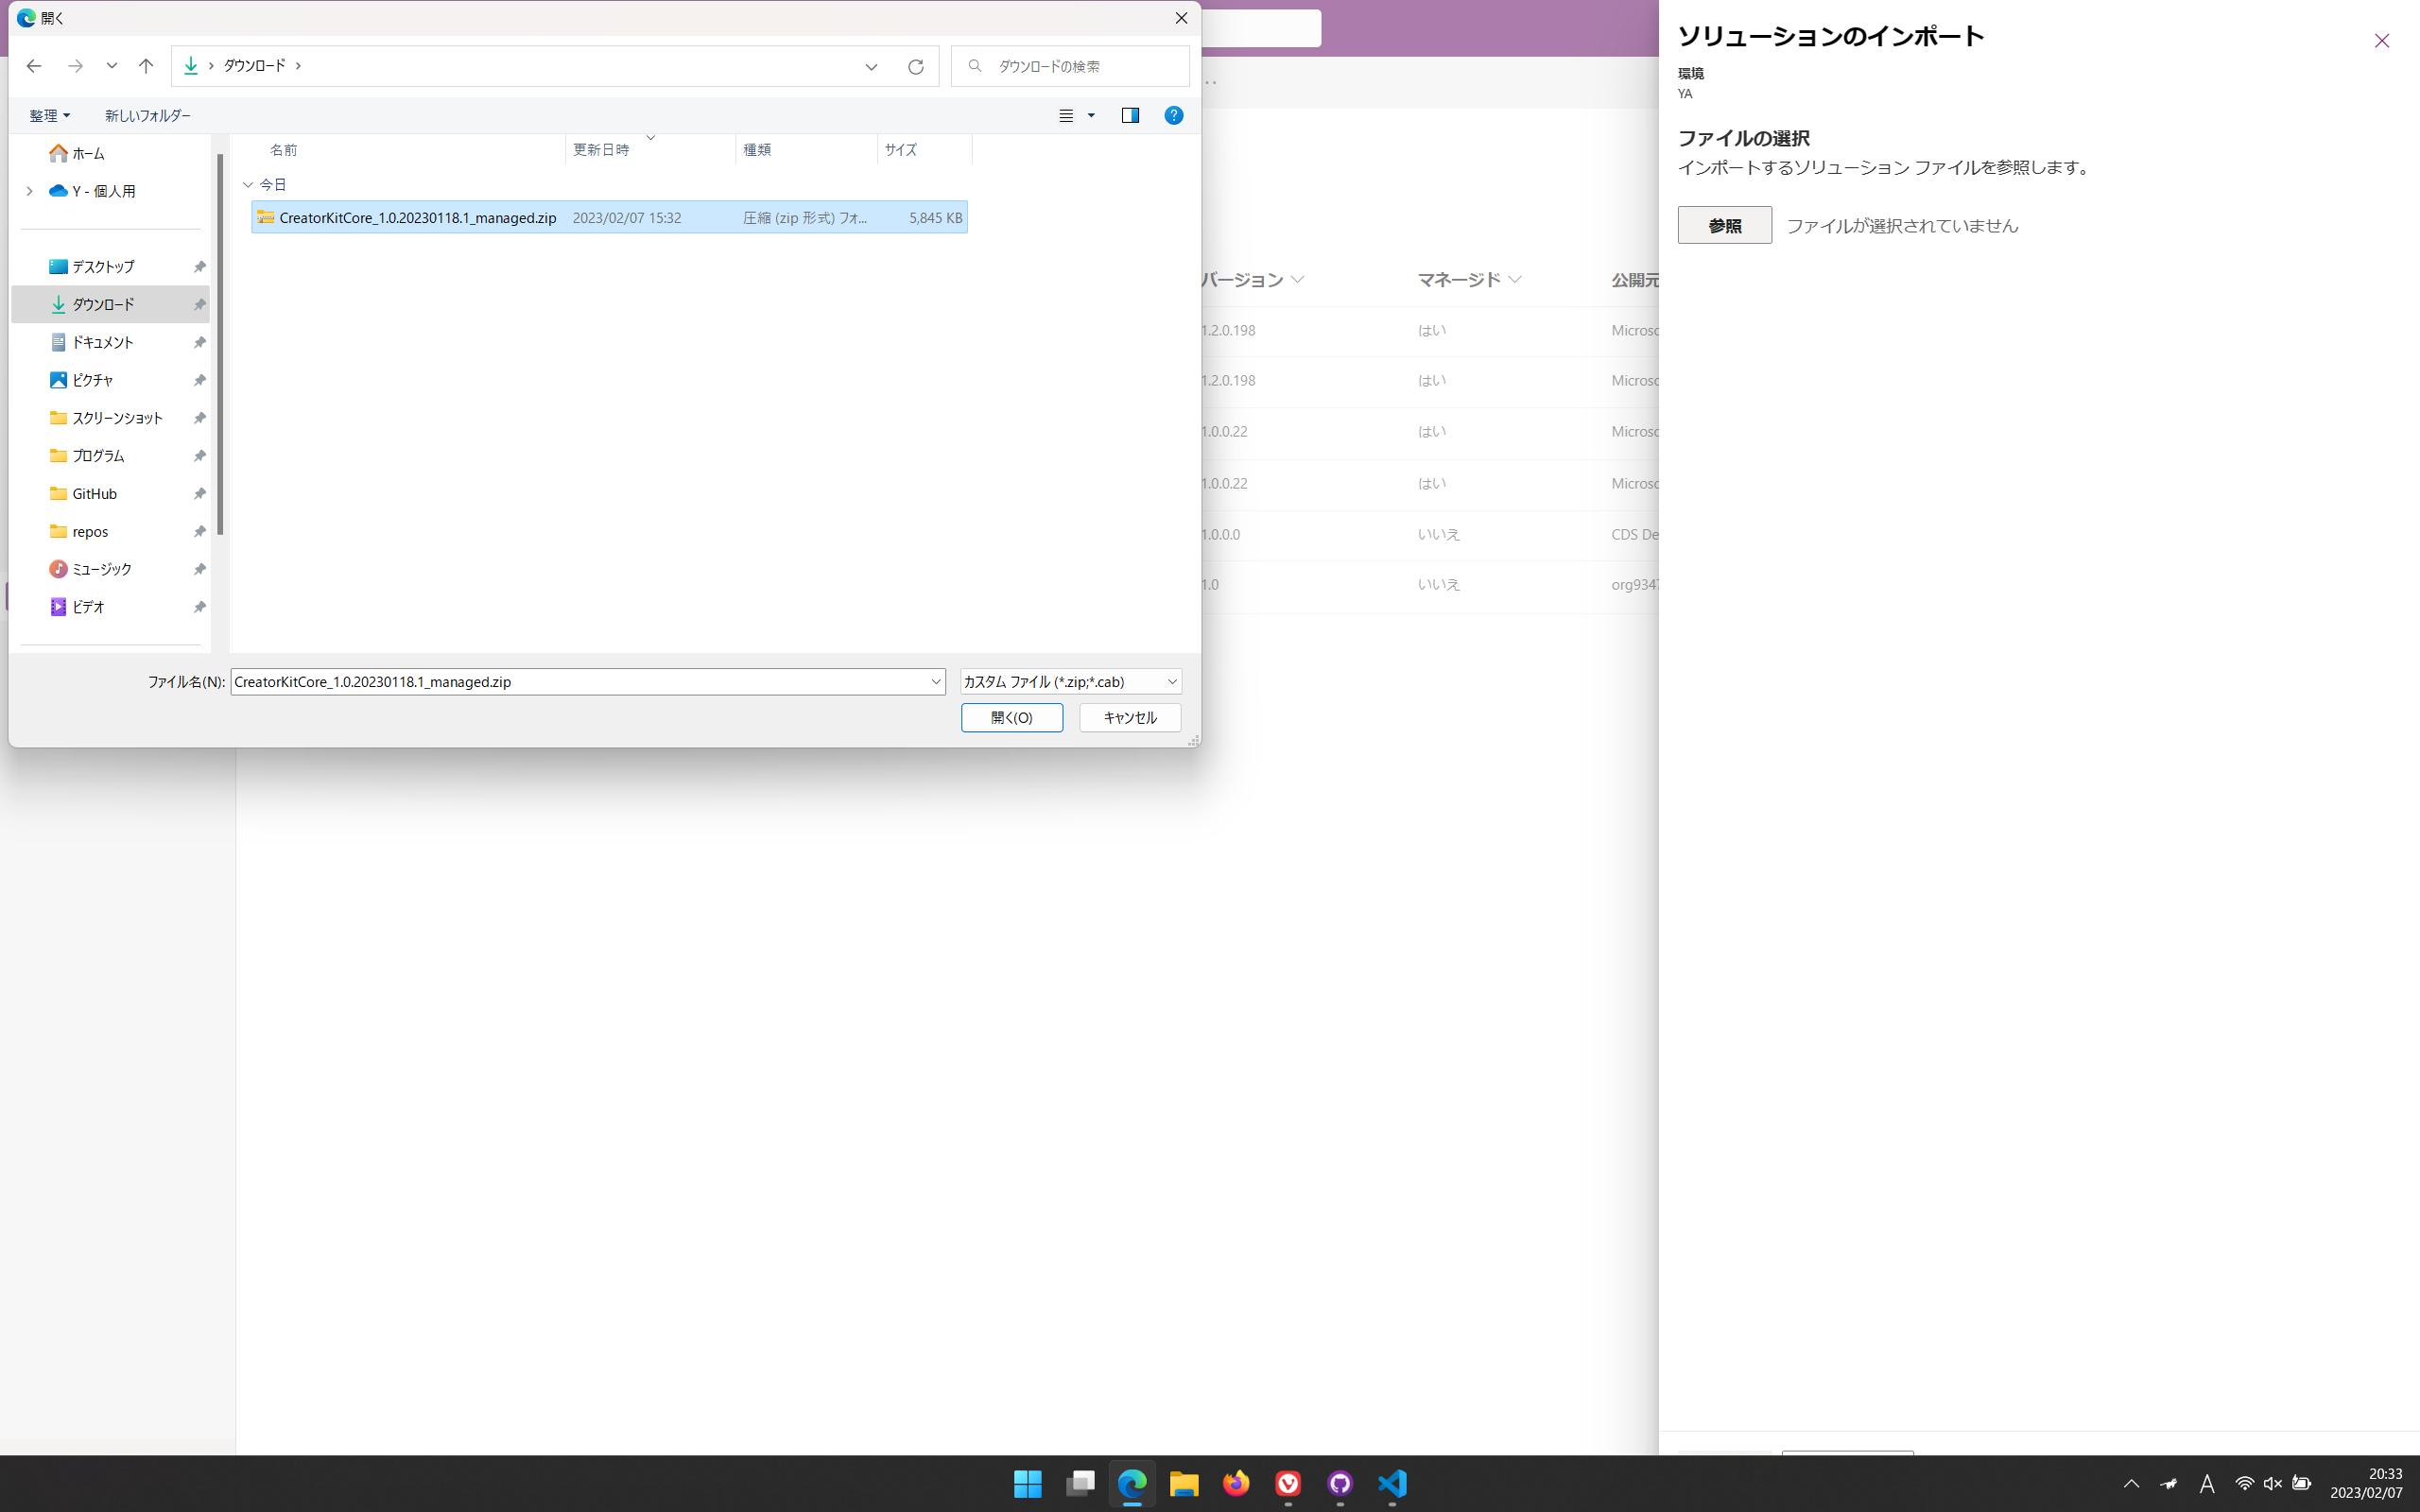 開く
ダウンロード
ダウンロードの検索
整理
新しいフォルダー
ホーム
Y - 個人用
デスクトップ
ダウンロード
ドキュメント
ピクチャ
スクリーンショット
プログラム
GitHub
repos
ミュージック
ビデオ
名前 更新日時 種類 サイズ
今日
CreatorKitCore_1.0.20230118.1_managed.zip 2023/02/07 15:32 圧縮 (zip 形式) フォ... 5,845 KB
ファイル名(N): CreatorKitCore_1.0.20230118.1_managed.zip カスタム ファイル (*.zip;*.cab)
開く(O) キャンセル
バージョン マネージド 公開元
1.2.0.198 はい Microsc
1.2.0.198 はい Microsc
1.0.0.22 はい Microsc
1.0.0.22 はい Microsc
1.0.0.0 いいえ CDS De
1.0 いいえ org934
ソリューションのインポート
環境
YA
ファイルの選択
インポートするソリューション ファイルを参照します。
参照 ファイルが選択されていません
A
20:33
2023/02/07